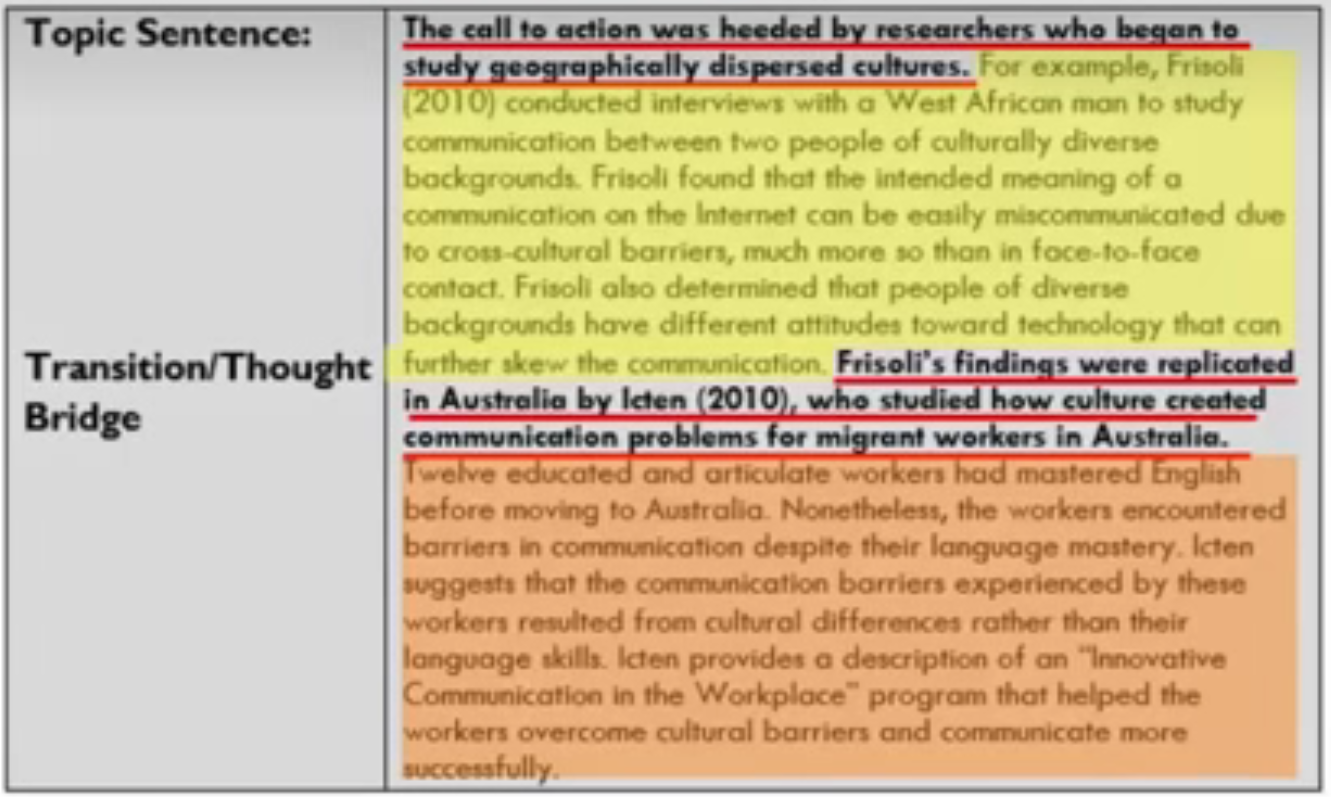 Topic Sentence:
The call to action was heeded by researchers who began to
study geographically dispersed cultures. For example, Frisoli
(2010) conducted interviews with a West African man to study
communication between two people of culturally diverse
backgrounds. Frisoli found that the intended meaning of a
communication on the Internet can be easily miscommunicated due
to cross-cultural barriers, much more so than in face-to-face
contact. Frisoli also determined that people of diverse
backgrounds have different attitudes toward technology that can
further skew the communication. Frisoli's findings were replicated
Transition/Thought
Bridge
in Australia by Icten (2010), who studied how culture created
communication problems for migrant workers in Australia.
Twelve educated and articulate workers had mastered English
before moving to Australia. Nonetheless, the workers encountered
barriers in communication despite their language mastery. Icten
suggests that the communication barriers experienced by these
workers resulted from cultural differences rather than their
language skills. Icten provides a description of an "Innovative
Communication in the Workplace" program that helped the
workers overcome cultural barriers and communicate more
successfully.